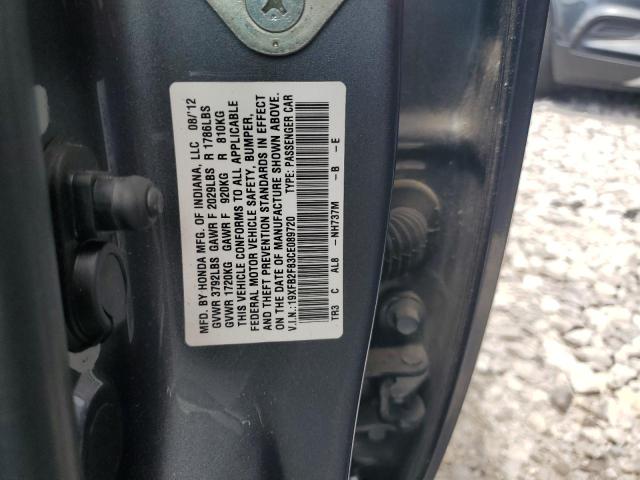 MFD. BY HONDA MFG. OF INDIANA, LLC 08/'12
GVWR 3792LBS GAWR F 2029LBS R 1786LBS
GVWR 1720KG GAWR F 920KG R 810KG
THIS VEHICLE CONFORMS TO ALL APPLICABLE
FEDERAL MOTOR VEHICLE SAFETY, BUMPER,
AND THEFT PREVENTION STANDARDS IN EFFECT
ON THE DATE OF MANUFACTURE SHOWN ABOVE.
V.I.N.:19XFB2F83CE089720 TYPE: PASSENGER CAR
TR3 C AL8 -NH737M -B -E